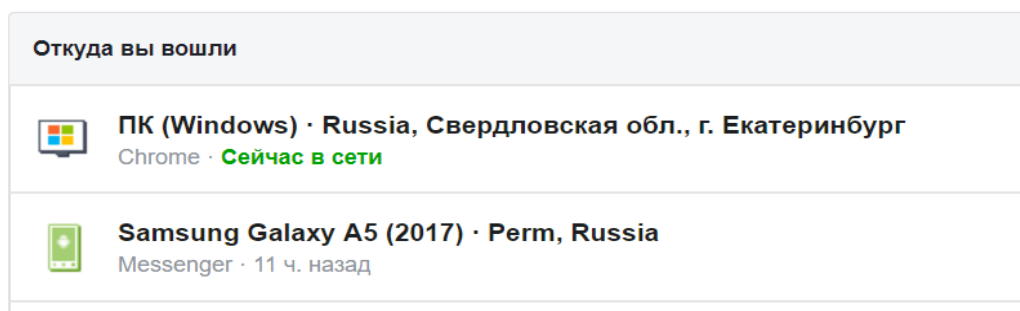 Откуда вы вошли
ПК (Windows) · Russia, Свердловская обл., г. Екатеринбург
Chrome · Сейчас в сети
Samsung Galaxy A5 (2017) · Perm, Russia
Messenger · 11 ч. назад